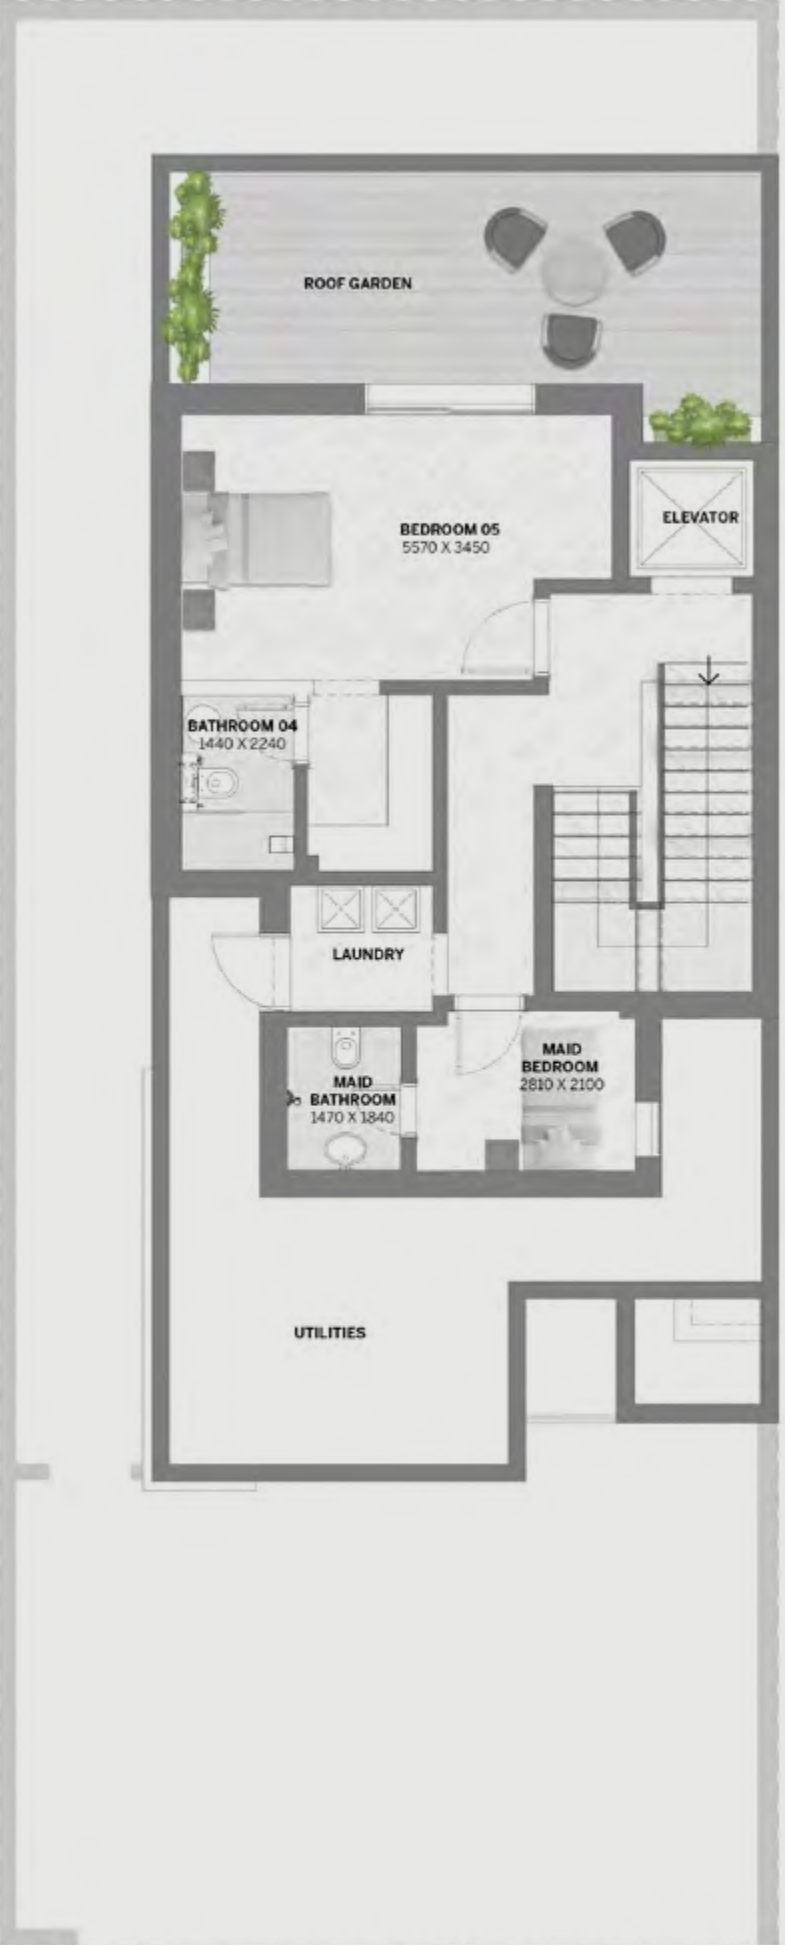 ROOF GARDEN
BEDROOM 05
5570 X 3450
ELEVATOR
BATHROOM 04
1440 X 2240
LAUNDRY
MAID
BEDROOM
2810 X 2100
MAID
BATHROOM
1470 X 1840
UTILITIES